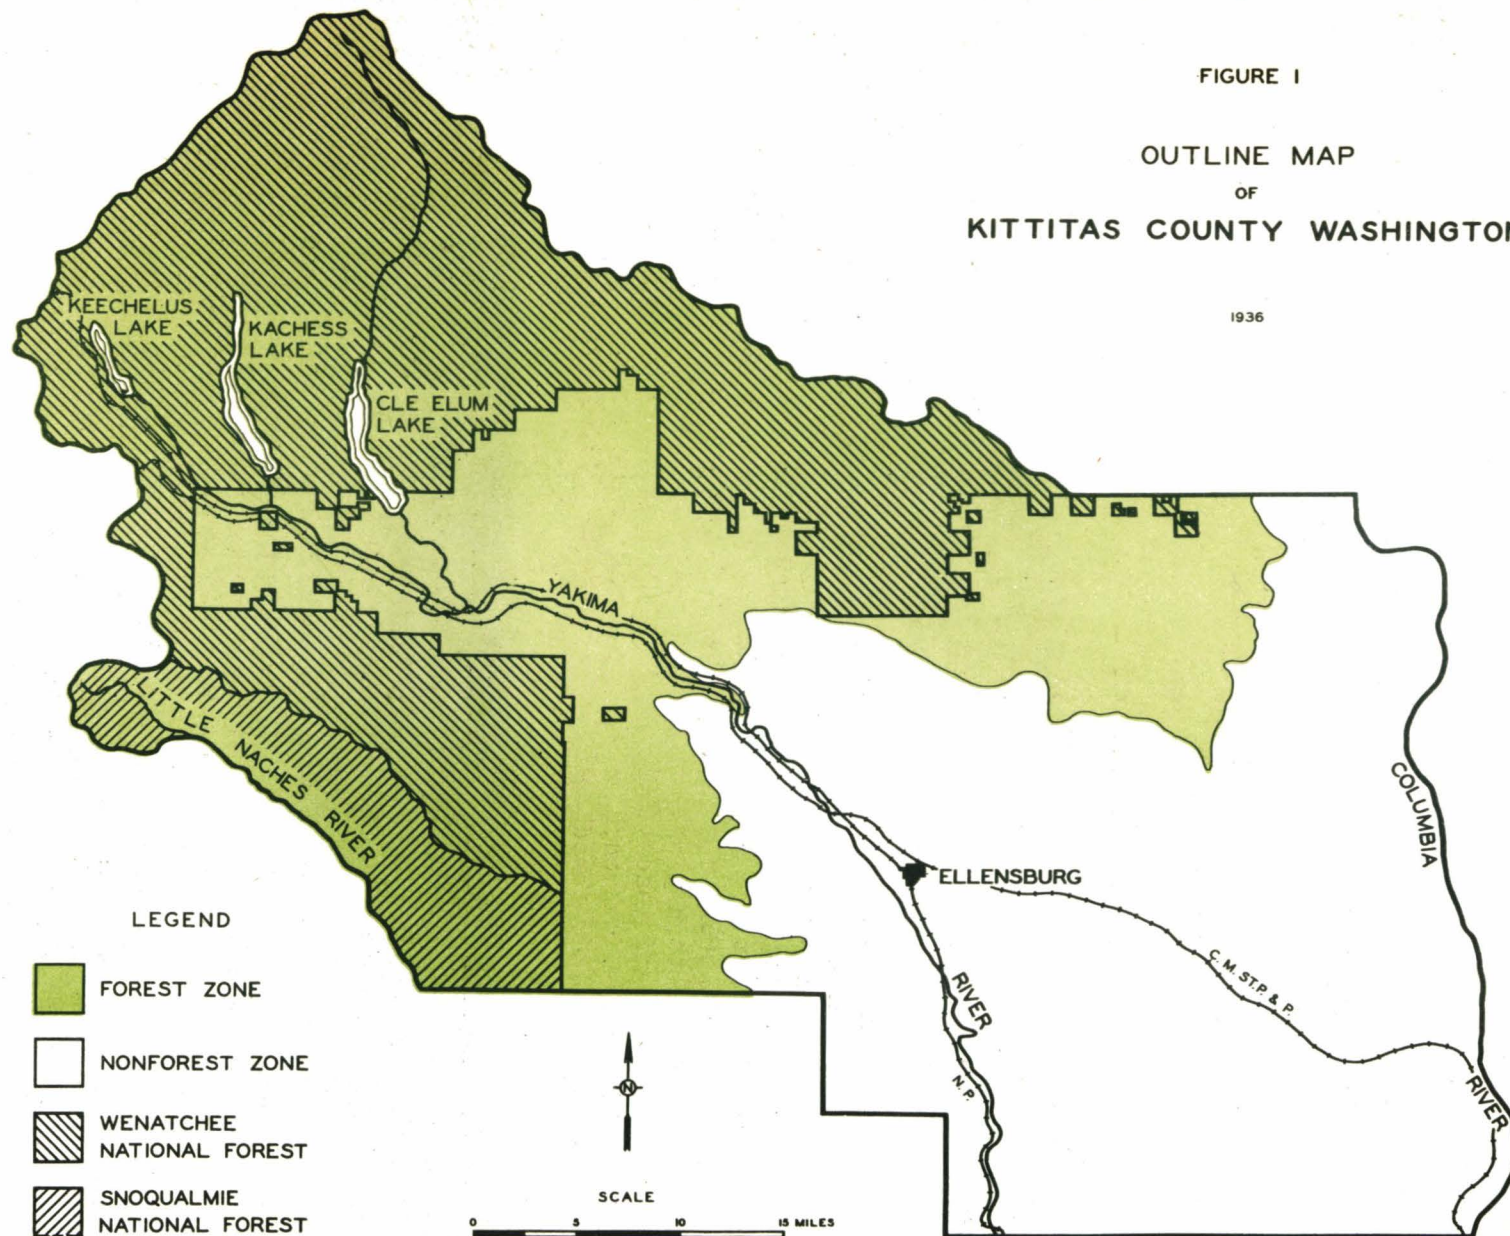 FIGURE I
OUTLINE MAP
OF
KITTITAS COUNTY WASHINGTON
1936
KEECHELUS
LAKE
KACHESS
LAKE
CLE ELUM
LAKE
YAKIMA
LITTLE NACHES RIVER
COLUMBIA
ELLENSBURG
C. M. ST. P. & P.
RIVER
N. P.
RIVER
LEGEND
FOREST ZONE
NONFOREST ZONE
WENATCHEE
NATIONAL FOREST
SNOQUALMIE
NATIONAL FOREST
N
SCALE
0 5 10 15 MILES